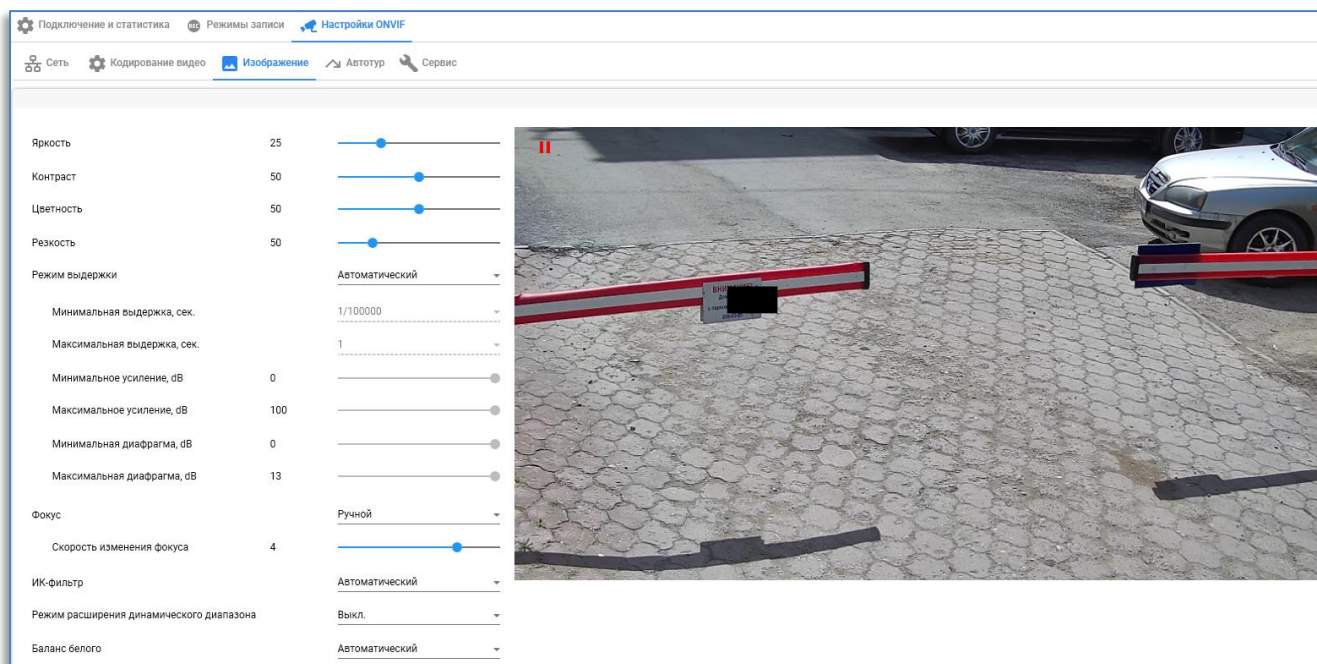 Подключение и статистика REC Режимы записи Настройки ONVIF
Сеть Кодирование видео Изображение Автотур Сервис
Яркость 25
Контраст 50
Цветность 50
Резкость 50
Режим выдержки Автоматический
Минимальная выдержка, сек. 1/100000
Максимальная выдержка, сек. 1
Минимальное усиление, dB 0
Максимальное усиление, dB 100
Минимальная диафрагма, dB 0
Максимальная диафрагма, dB 13
Фокус Ручной
Скорость изменения фокуса 4
ИК-фильтр Автоматический
Режим расширения динамического диапазона Выкл.
Баланс белого Автоматический
ВНИМАНИЕ!